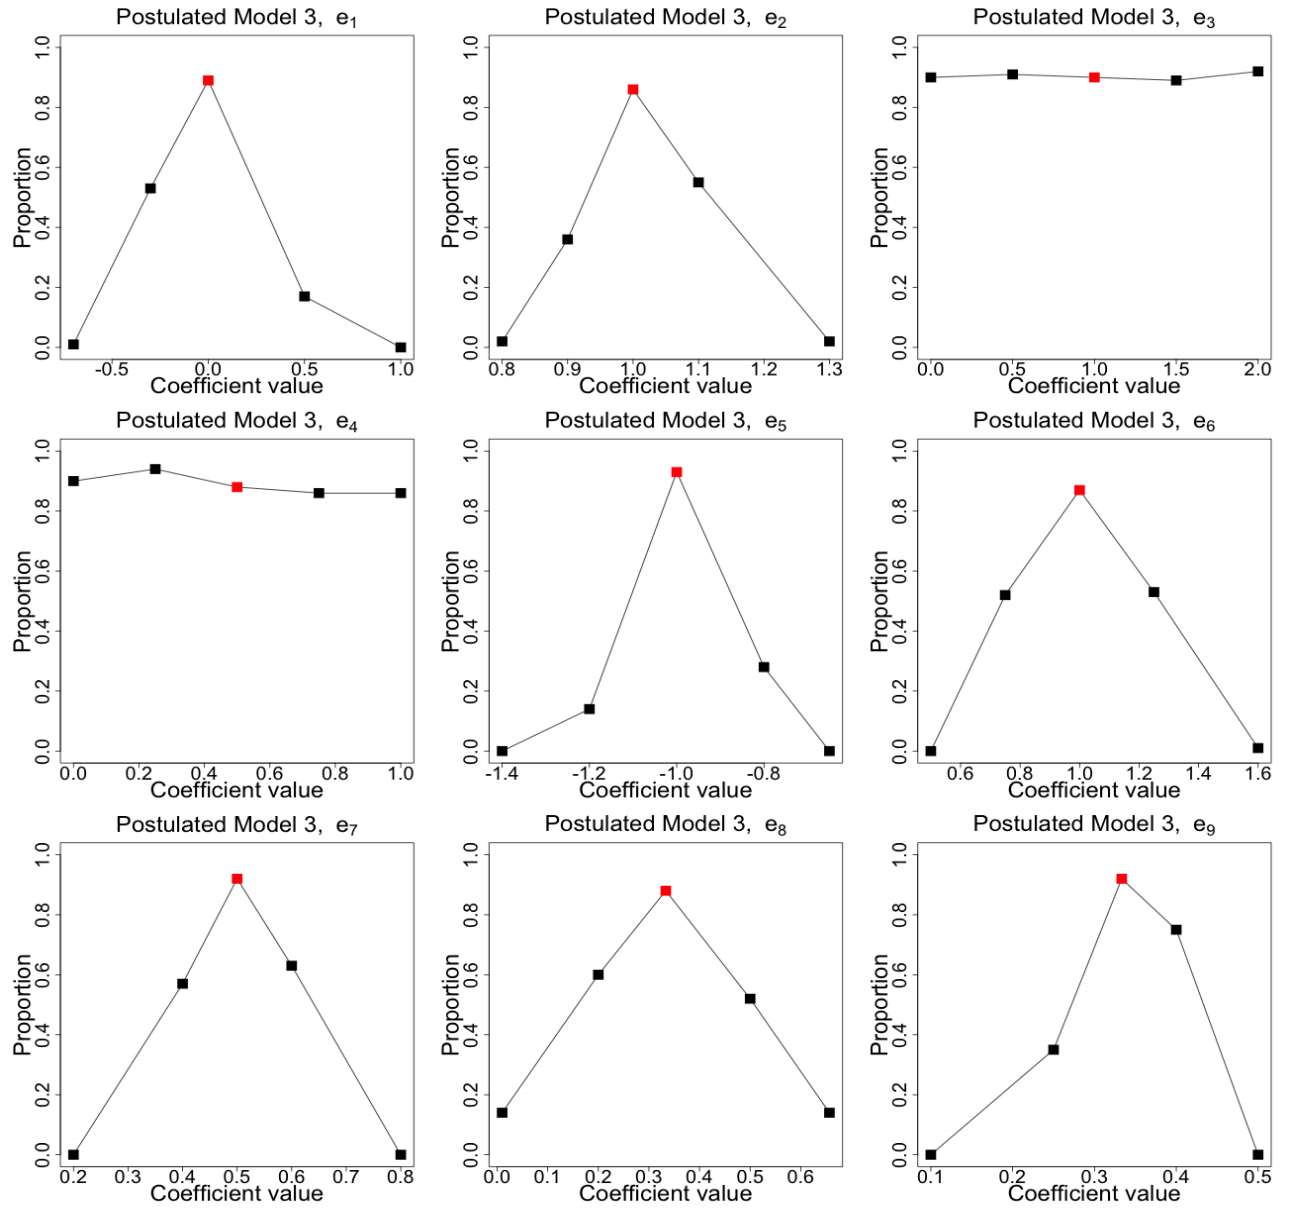 Postulated Model 3, e₁
Proportion
0.0 0.2 0.4 0.6 0.8 1.0
-0.5 0.0 0.5 1.0
Coefficient value
Postulated Model 3, e₂
Proportion
0.0 0.2 0.4 0.6 0.8 1.0
0.8 0.9 1.0 1.1 1.2 1.3
Coefficient value
Postulated Model 3, e₃
Proportion
0.0 0.2 0.4 0.6 0.8 1.0
0.0 0.5 1.0 1.5 2.0
Coefficient value
Postulated Model 3, e₄
Proportion
0.0 0.2 0.4 0.6 0.8 1.0
0.0 0.2 0.4 0.6 0.8 1.0
Coefficient value
Postulated Model 3, e₅
Proportion
0.0 0.2 0.4 0.6 0.8 1.0
-1.4 -1.2 -1.0 -0.8
Coefficient value
Postulated Model 3, e₆
Proportion
0.0 0.2 0.4 0.6 0.8 1.0
0.6 0.8 1.0 1.2 1.4 1.6
Coefficient value
Postulated Model 3, e₇
Proportion
0.0 0.2 0.4 0.6 0.8 1.0
0.2 0.3 0.4 0.5 0.6 0.7 0.8
Coefficient value
Postulated Model 3, e₈
Proportion
0.0 0.2 0.4 0.6 0.8 1.0
0.0 0.1 0.2 0.3 0.4 0.5 0.6
Coefficient value
Postulated Model 3, e₉
Proportion
0.0 0.2 0.4 0.6 0.8 1.0
0.1 0.2 0.3 0.4 0.5
Coefficient value